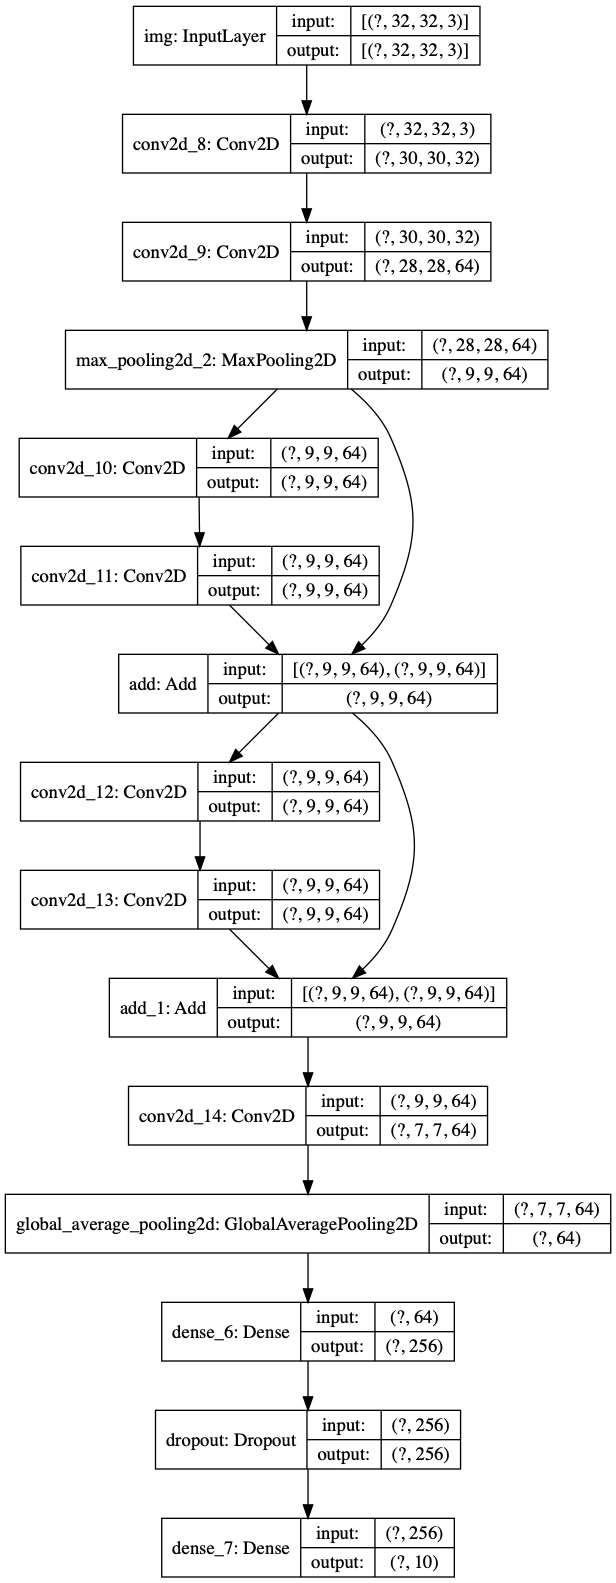 img: InputLayer
input: [(?, 32, 32, 3)]
output: [(?, 32, 32, 3)]
conv2d_8: Conv2D
input: (?, 32, 32, 3)
output: (?, 30, 30, 32)
conv2d_9: Conv2D
input: (?, 30, 30, 32)
output: (?, 28, 28, 64)
max_pooling2d_2: MaxPooling2D
input: (?, 28, 28, 64)
output: (?, 9, 9, 64)
conv2d_10: Conv2D
input: (?, 9, 9, 64)
output: (?, 9, 9, 64)
conv2d_11: Conv2D
input: (?, 9, 9, 64)
output: (?, 9, 9, 64)
add: Add
input: [(?, 9, 9, 64), (?, 9, 9, 64)]
output: (?, 9, 9, 64)
conv2d_12: Conv2D
input: (?, 9, 9, 64)
output: (?, 9, 9, 64)
conv2d_13: Conv2D
input: (?, 9, 9, 64)
output: (?, 9, 9, 64)
add_1: Add
input: [(?, 9, 9, 64), (?, 9, 9, 64)]
output: (?, 9, 9, 64)
conv2d_14: Conv2D
input: (?, 9, 9, 64)
output: (?, 7, 7, 64)
global_average_pooling2d: GlobalAveragePooling2D
input: (?, 7, 7, 64)
output: (?, 64)
dense_6: Dense
input: (?, 64)
output: (?, 256)
dropout: Dropout
input: (?, 256)
output: (?, 256)
dense_7: Dense
input: (?, 256)
output: (?, 10)